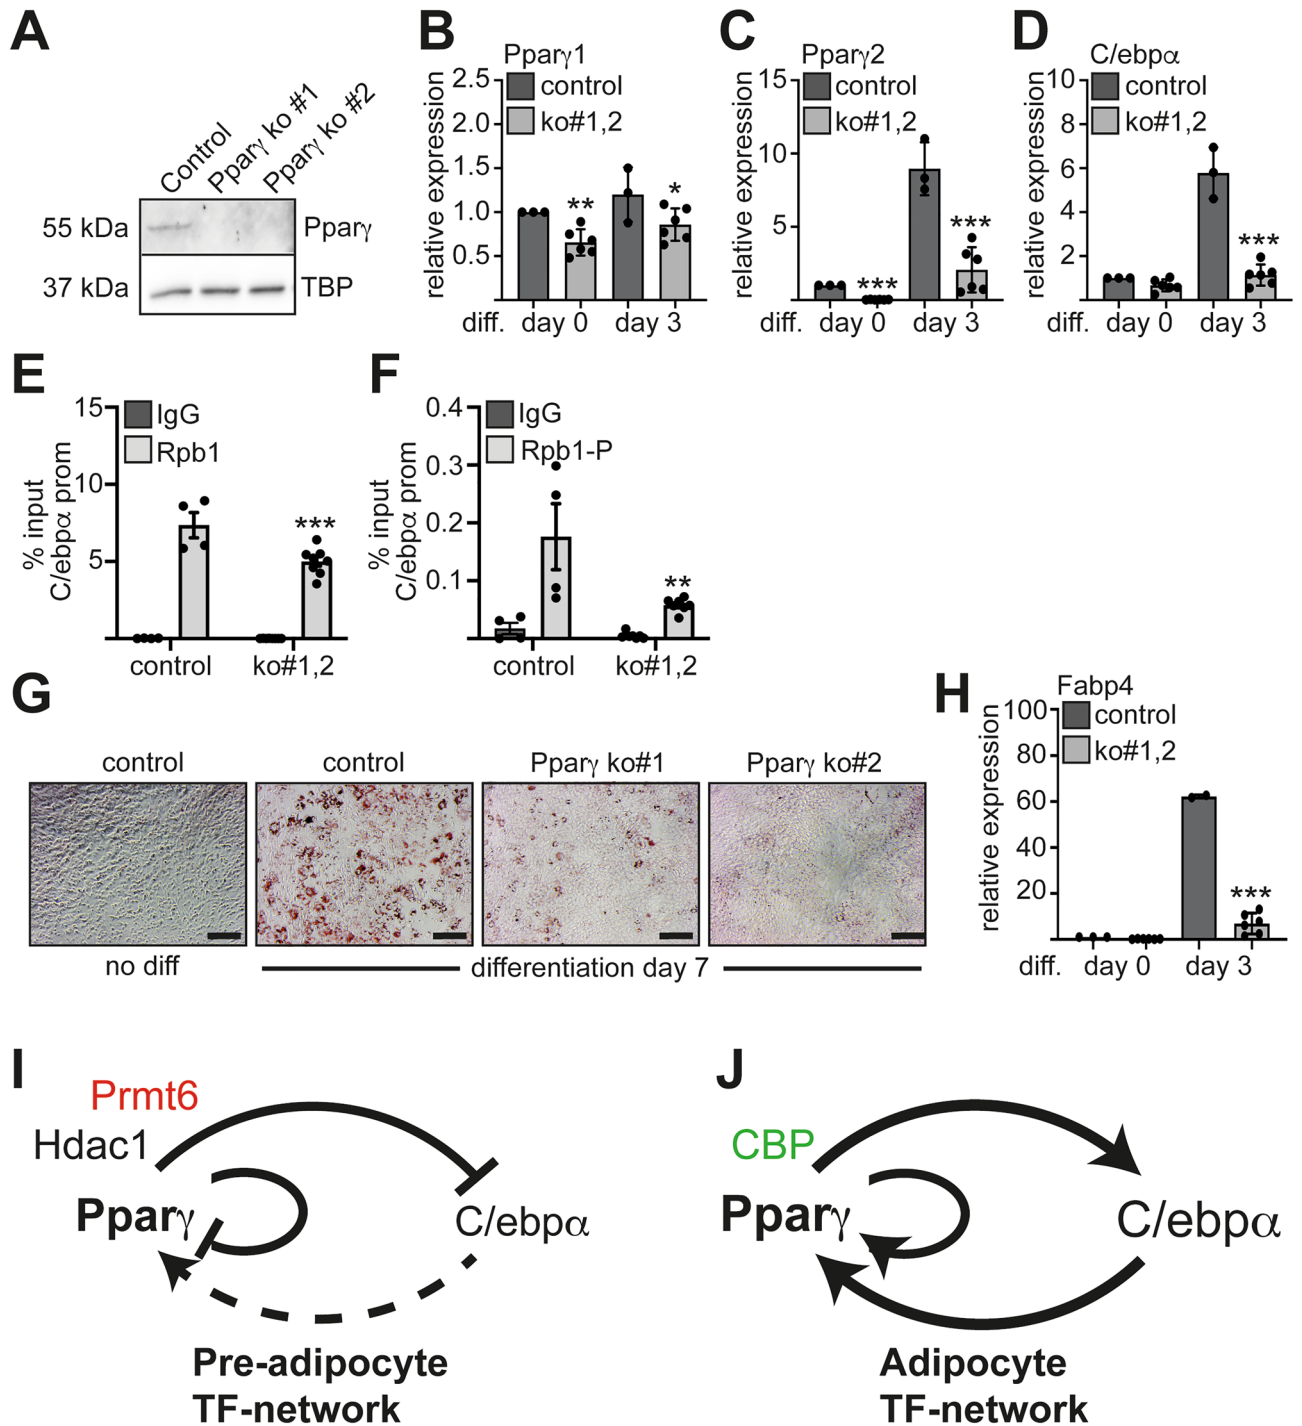 A
Control
Pparγ ko #1
Pparγ ko #2
55 kDa
Pparγ
37 kDa
TBP
B
Pparγ1
relative expression
2.5
2.0
1.5
1.0
0.5
control
ko#1,2
**
*
diff.
day 0
day 3
C
Pparγ2
relative expression
15
10
5
control
ko#1,2
***
***
diff.
day 0
day 3
D
C/ebpα
relative expression
10
8
6
4
2
control
ko#1,2
***
diff.
day 0
day 3
E
% input
C/ebpα prom
15
10
5
IgG
Rpb1
***
control
ko#1,2
F
% input
C/ebpα prom
0.4
0.3
0.2
0.1
IgG
Rpb1-P
**
control
ko#1,2
G
control
control
Pparγ ko#1
Pparγ ko#2
no diff
differentiation day 7
H
Fabp4
relative expression
100
80
60
40
20
control
ko#1,2
***
diff.
day 0
day 3
I
Prmt6
Hdac1
Pparγ
C/ebpα
Pre-adipocyte
TF-network
J
CBP
Pparγ
C/ebpα
Adipocyte
TF-network